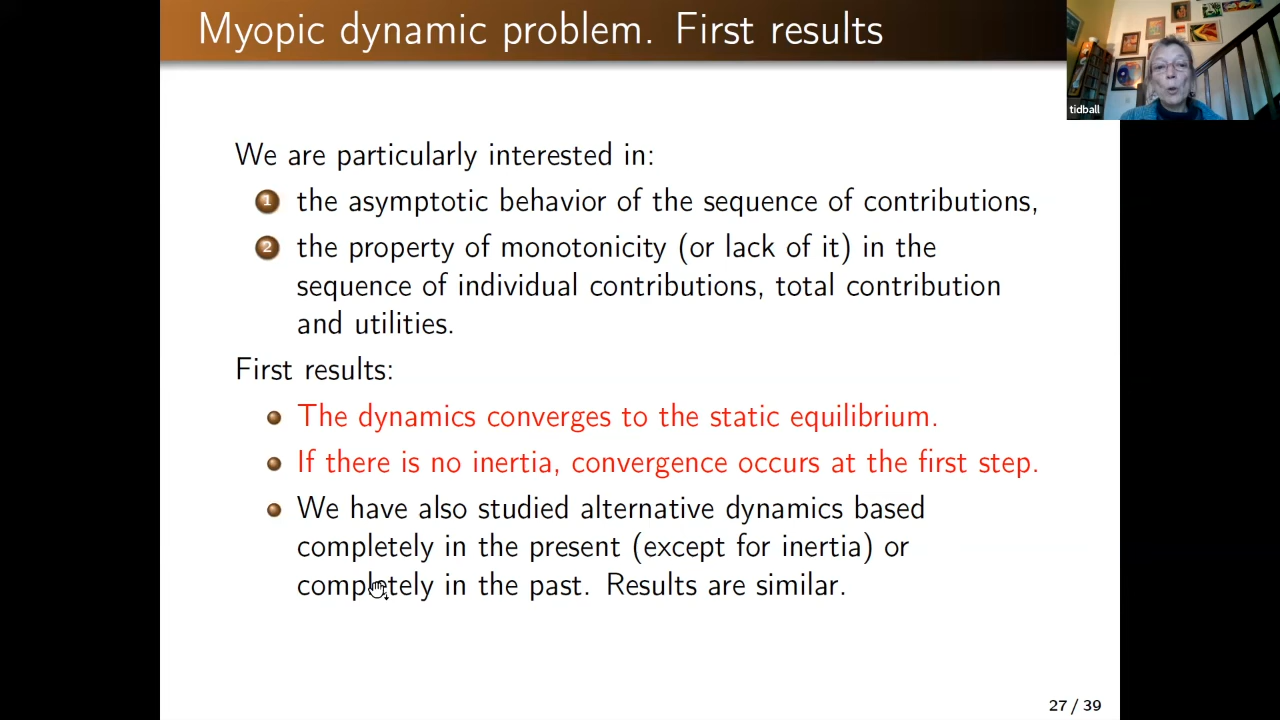 Myopic dynamic problem. First results
tidball
We are particularly interested in:
1 the asymptotic behavior of the sequence of contributions,
2 the property of monotonicity (or lack of it) in the
sequence of individual contributions, total contribution
and utilities.
First results:
The dynamics converges to the static equilibrium.
If there is no inertia, convergence occurs at the first step.
We have also studied alternative dynamics based
completely in the present (except for inertia) or
completely in the past. Results are similar.
27 / 39